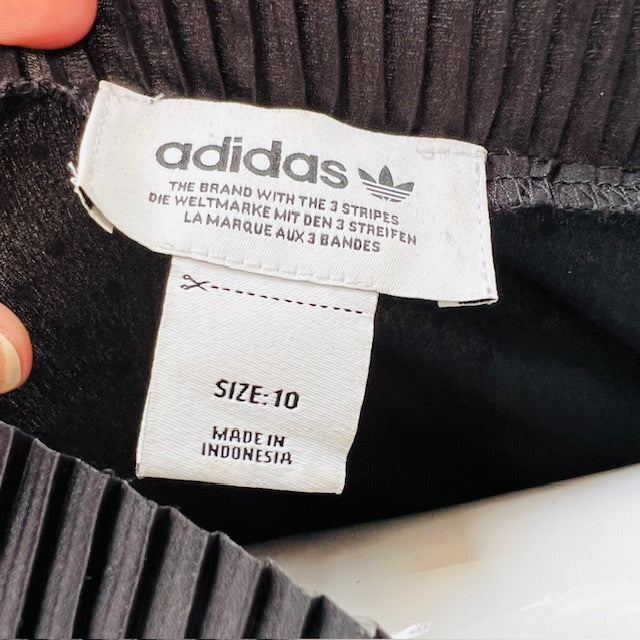 adidas
THE BRAND WITH THE 3 STRIPES
DIE WELTMARKE MIT DEN 3 STREIFEN
LA MARQUE AUX 3 BANDES
SIZE: 10
MADE IN
INDONESIA